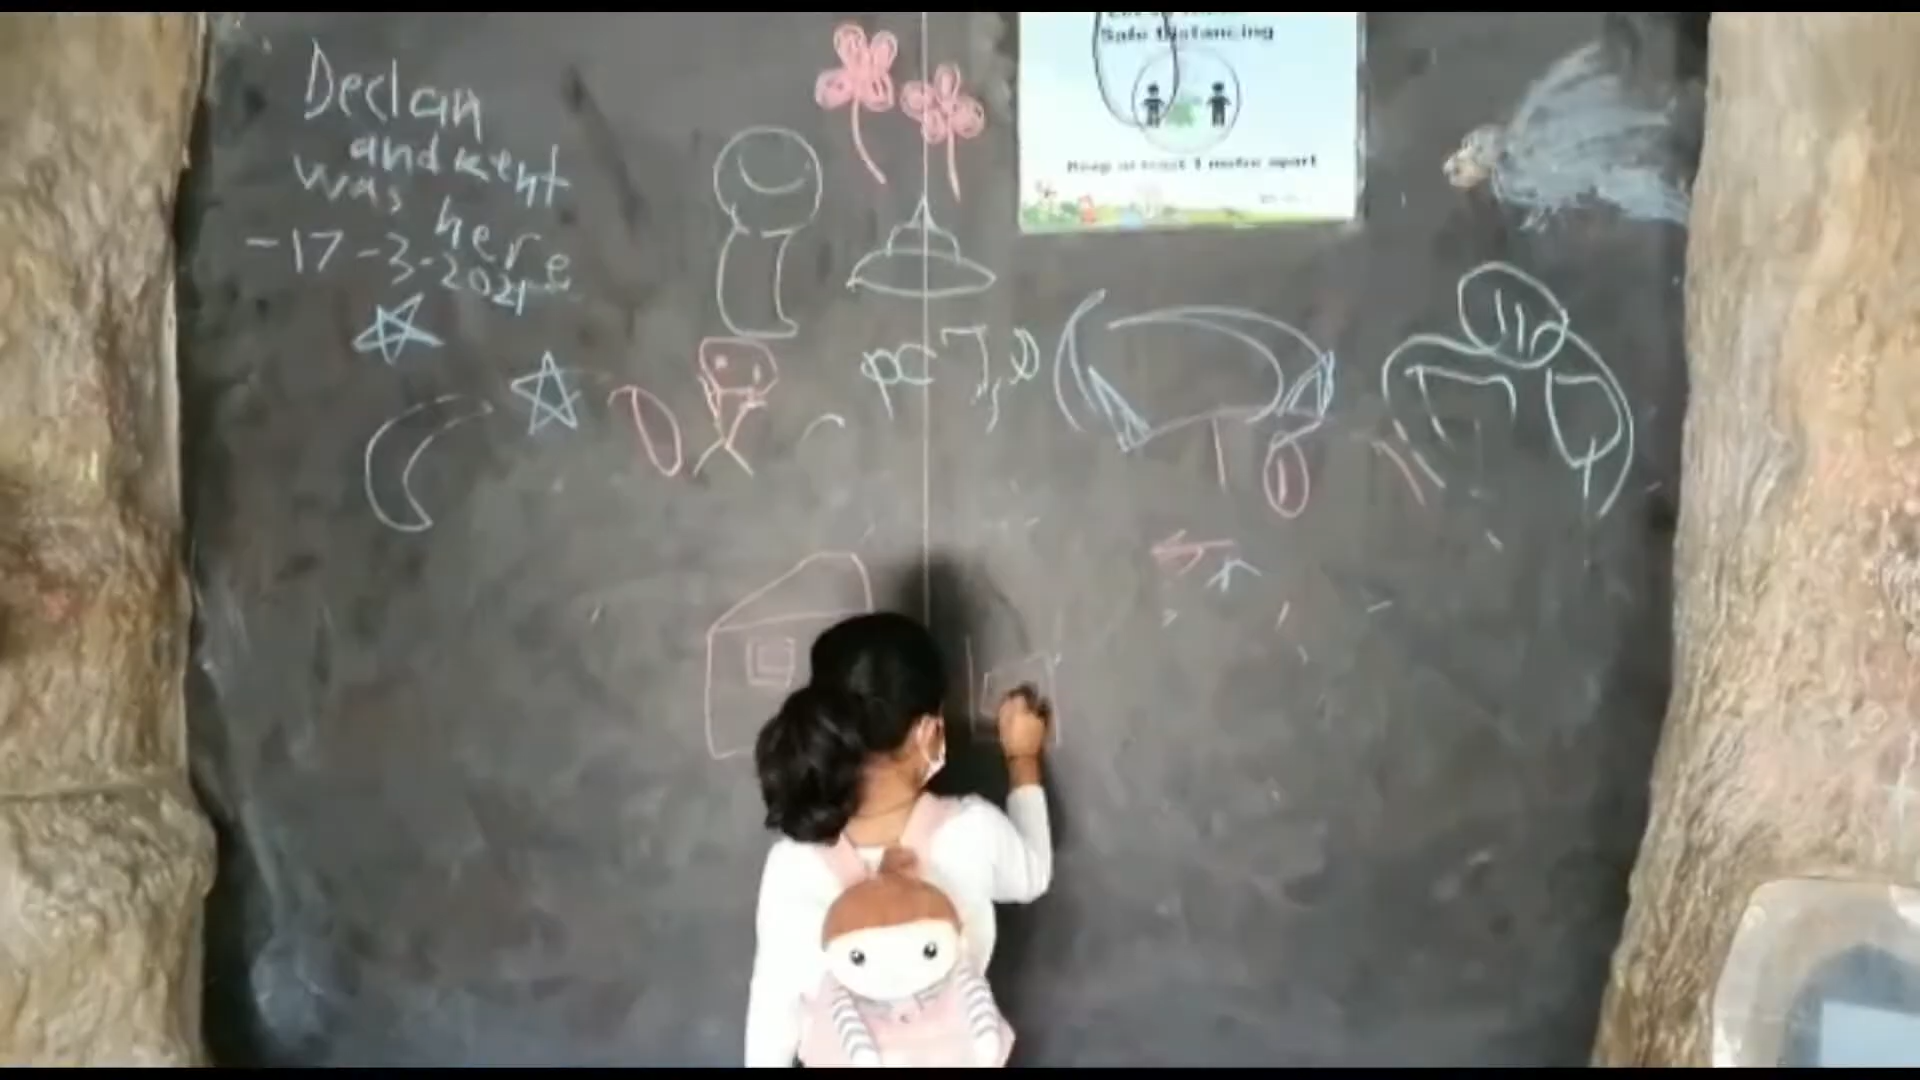 Declan
and kent
was here
-17-3-2021
Safe Distancing
Keep at least 1 metre apart